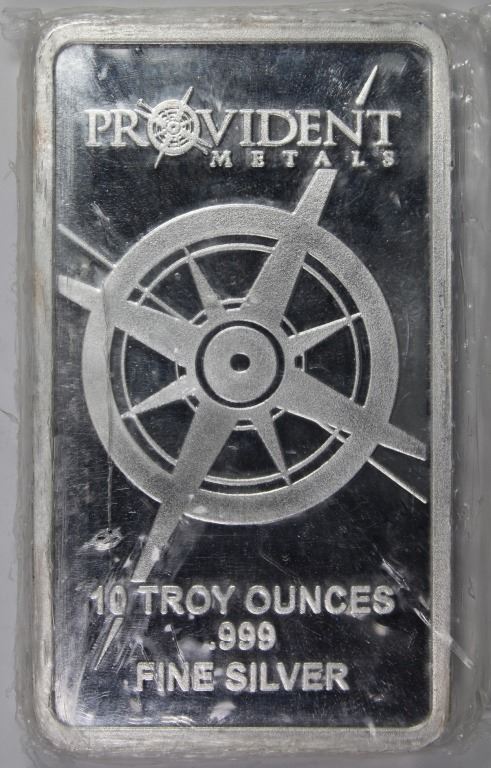 PROVIDENT
METALS
10 TROY OUNCES
.999
FINE SILVER